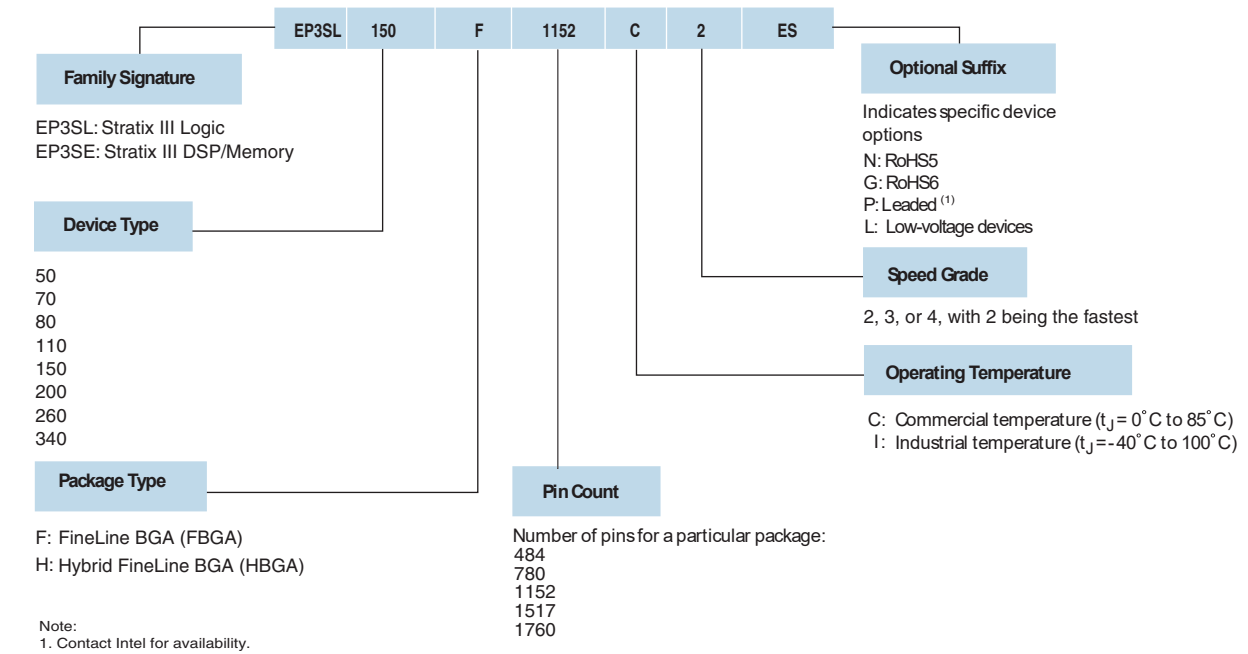 EP3SL 150 F 1152 C 2 ES
Family Signature
EP3SL: Stratix III Logic
EP3SE: Stratix III DSP/Memory
Device Type
50
70
80
110
150
200
260
340
Package Type
F: FineLine BGA (FBGA)
H: Hybrid FineLine BGA (HBGA)
Note:
1. Contact Intel for availability.
Pin Count
Number of pins for a particular package:
484
780
1152
1517
1760
Optional Suffix
Indicates specific device
options
N: RoHS5
G: RoHS6
P: Leaded (1)
L: Low-voltage devices
Speed Grade
2, 3, or 4, with 2 being the fastest
Operating Temperature
C: Commercial temperature (tJ = 0°C to 85°C)
I: Industrial temperature (tJ = -40°C to 100°C)